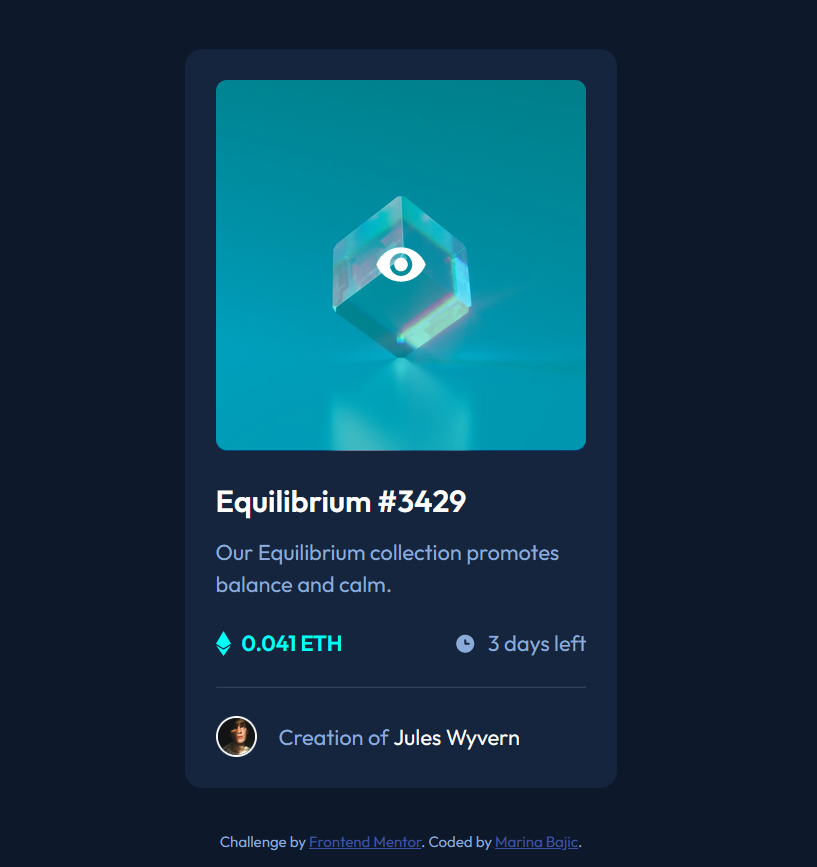 Equilibrium #3429
Our Equilibrium collection promotes
balance and calm.
0.041 ETH
3 days left
Creation of Jules Wyvern
Challenge by Frontend Mentor. Coded by Marina Bajic.